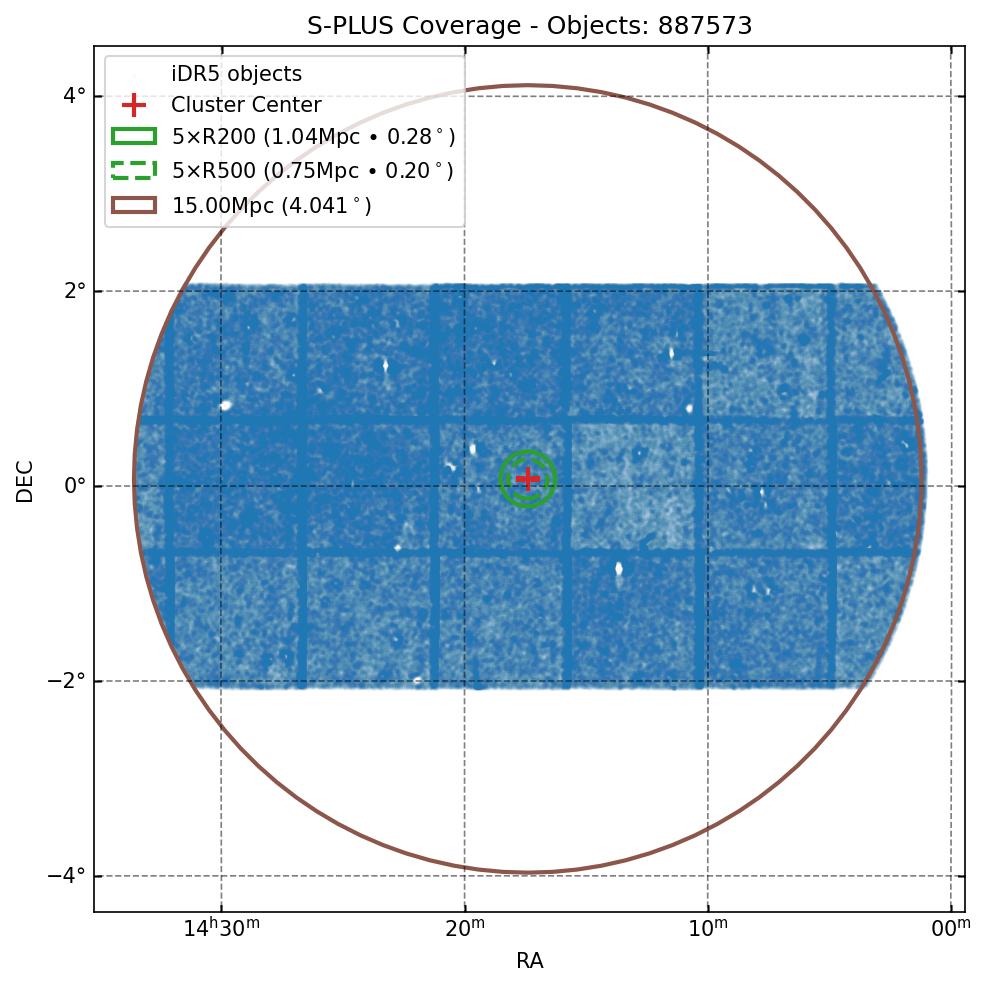 S-PLUS Coverage - Objects: 887573
iDR5 objects
Cluster Center
5×R200 (1.04Mpc • 0.28°)
5×R500 (0.75Mpc • 0.20°)
15.00Mpc (4.041°)
4°
2°
0°
−2°
−4°
DEC
14ʰ30ᵐ 20ᵐ 10ᵐ 00ᵐ
RA